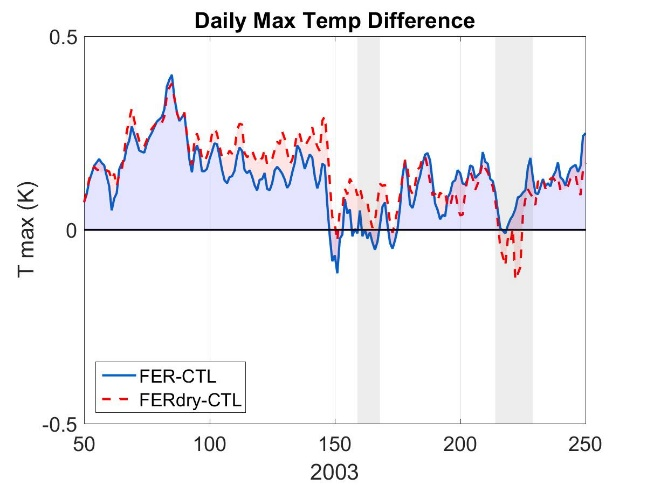 Daily Max Temp Difference
0.5
T max (K)
0
FER-CTL
FERdry-CTL
-0.5
50 100 150 200 250
2003